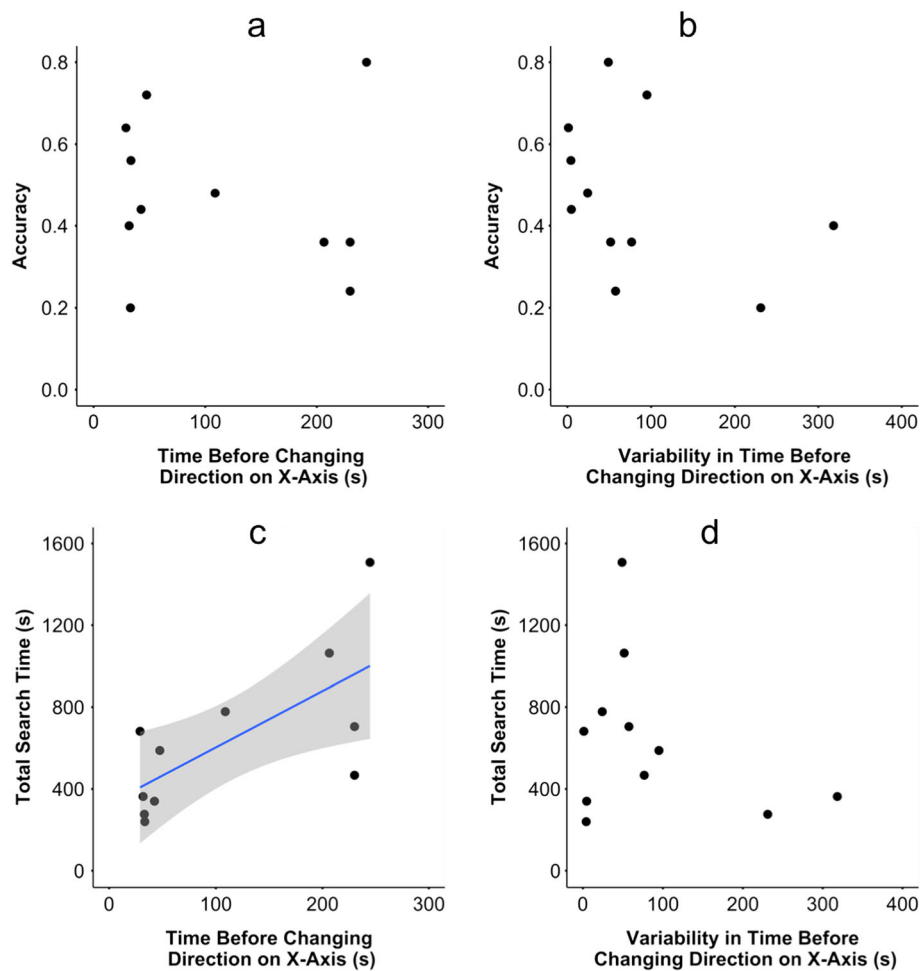 a
0.8
0.6
0.4
0.2
0.0
Accuracy
0 100 200 300
Time Before Changing
Direction on X-Axis (s)
b
0.8
0.6
0.4
0.2
0.0
Accuracy
0 100 200 300 400
Variability in Time Before
Changing Direction on X-Axis (s)
c
1600
1200
800
400
0
Total Search Time (s)
0 100 200 300
Time Before Changing
Direction on X-Axis (s)
d
1600
1200
800
400
0
Total Search Time (s)
0 100 200 300 400
Variability in Time Before
Changing Direction on X-Axis (s)